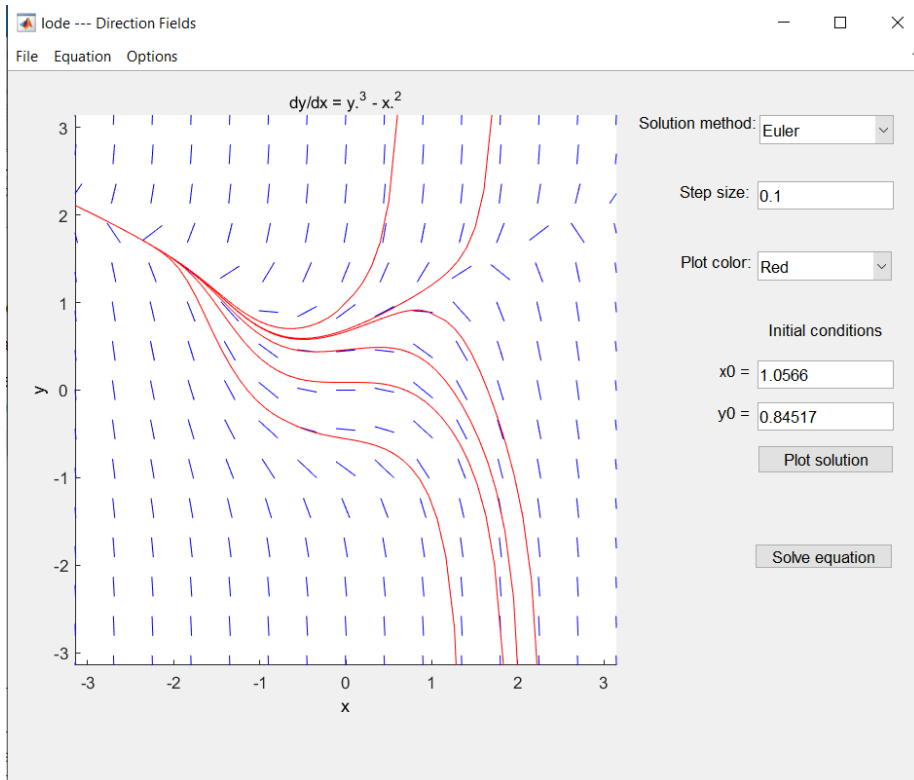 Iode --- Direction Fields
File Equation Options
dy/dx = y.^3 - x.^2
3
2
1
0
-1
-2
-3
y
-3 -2 -1 0 1 2 3
x
Solution method: Euler
Step size: 0.1
Plot color: Red
Initial conditions
x0 = 1.0566
y0 = 0.84517
Plot solution
Solve equation